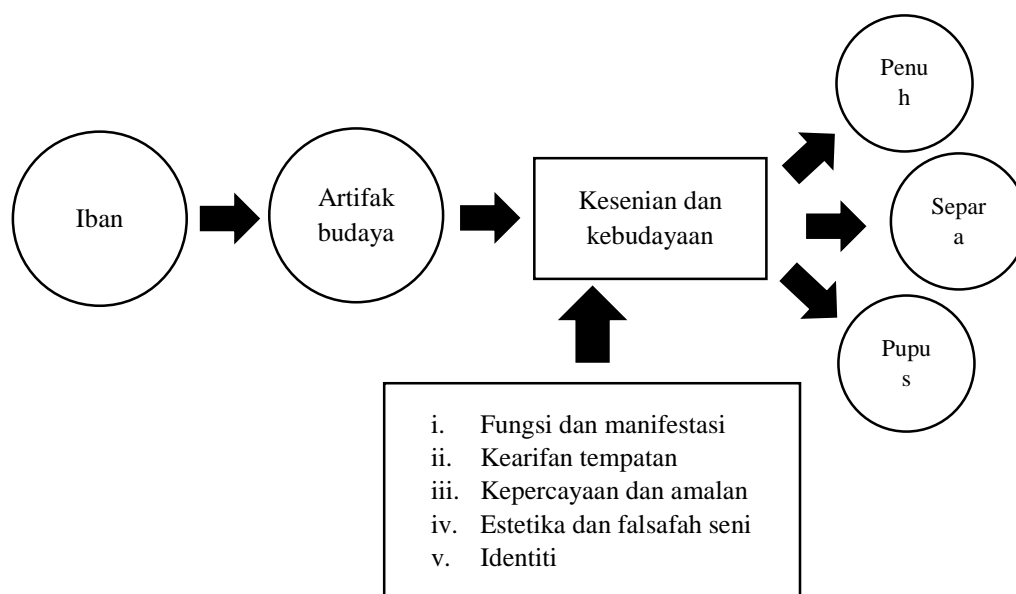 Iban
Artifak
budaya
Kesenian dan
kebudayaan
Penu
h
Separ
a
Pupu
s
i. Fungsi dan manifestasi
ii. Kearifan tempatan
iii. Kepercayaan dan amalan
iv. Estetika dan falsafah seni
v. Identiti